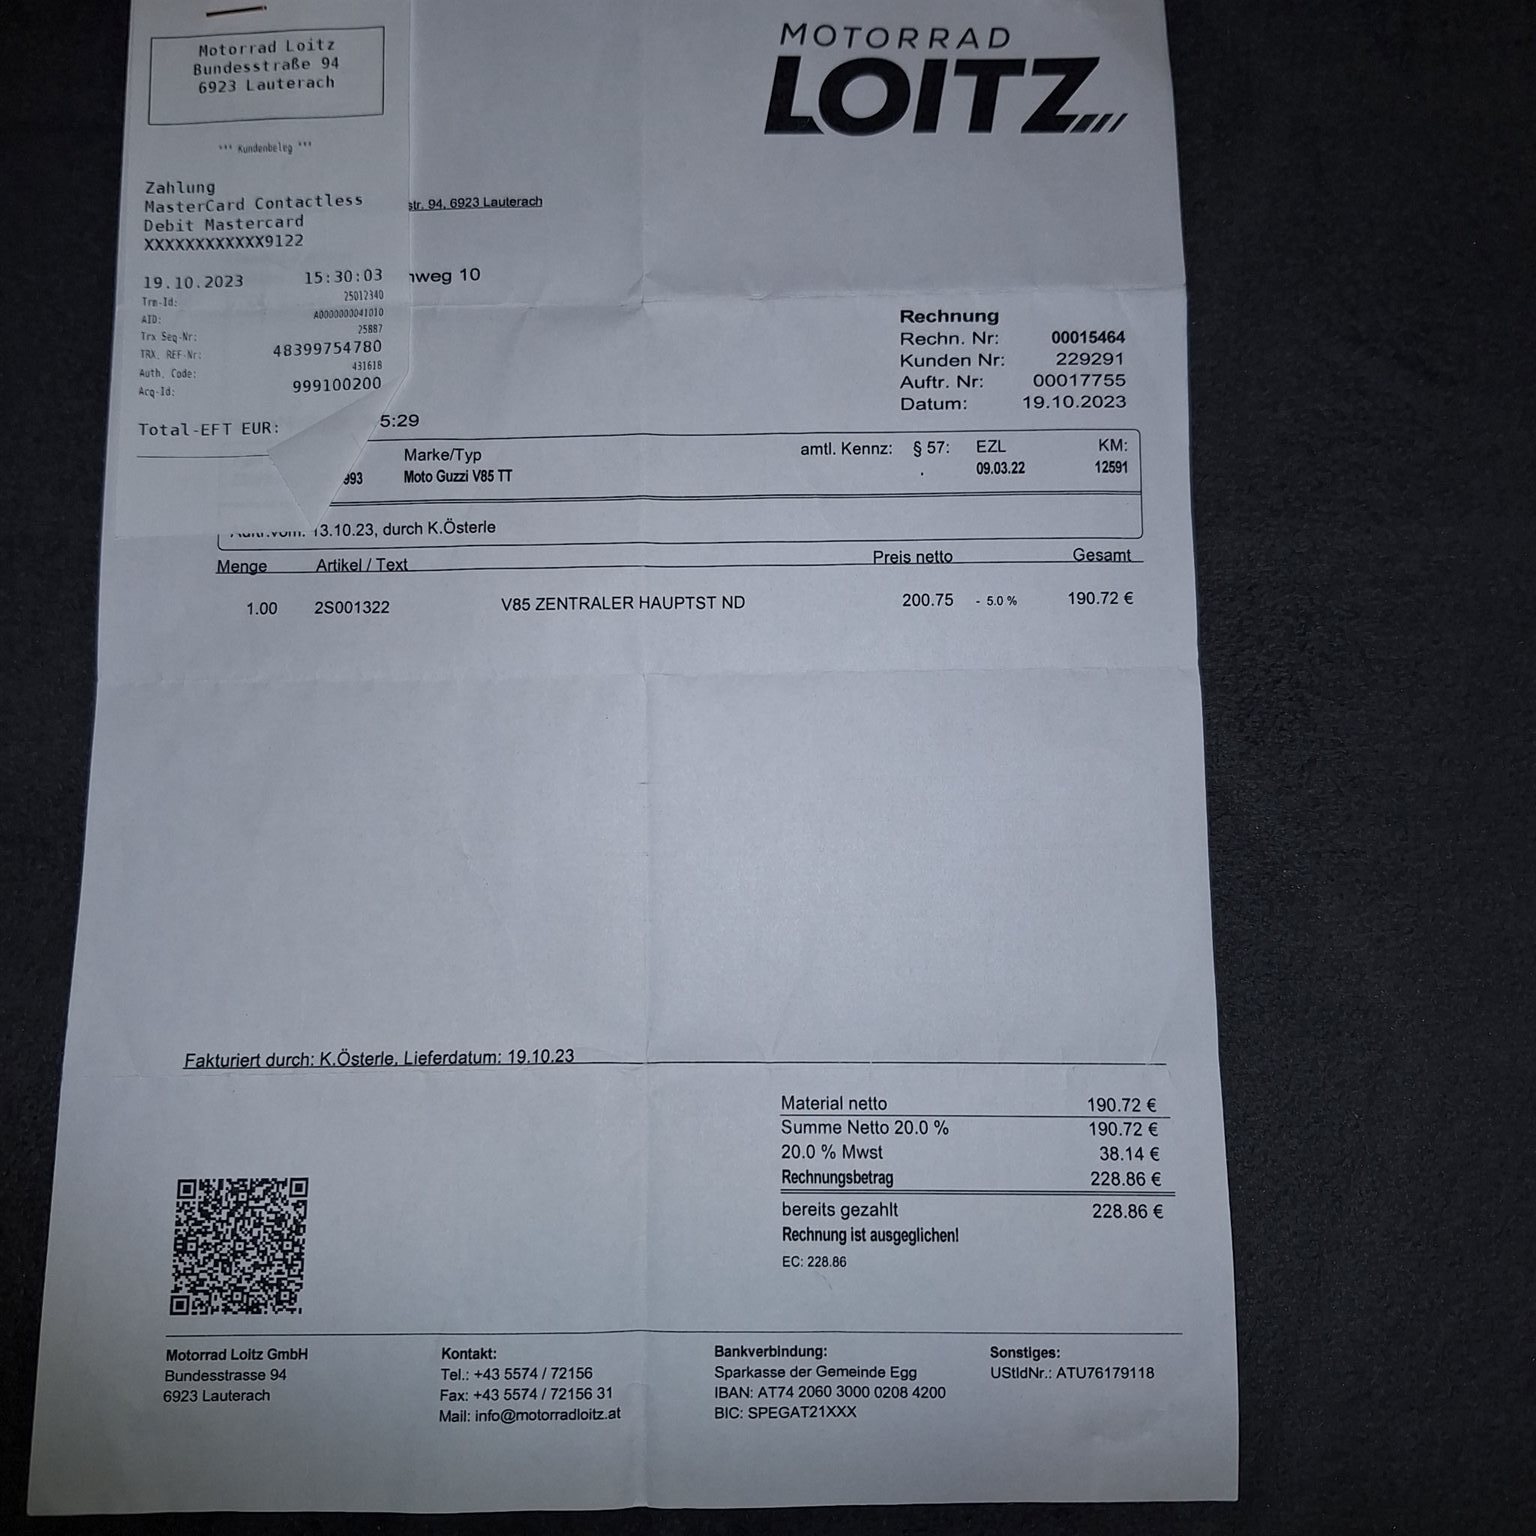 MOTORRAD
LOITZ
Motorrad Loitz
Bundesstraße 94
6923 Lauterach
*** Kundenbeleg ***
Zahlung
MasterCard Contactless
Debit Mastercard
XXXXXXXXXXXX9122
19.10.2023 15:30:03
Trm-Id: 25012340
AID: A0000000041010
Trx Seq-Nr: 25887
TRX. REF-Nr: 48399754780
Auth. Code: 431618
Acq-Id: 999100200
Total-EFT EUR:
str. 94, 6923 Lauterach
weg 10
Rechnung
Rechn. Nr: 00015464
Kunden Nr: 229291
Auftr. Nr: 00017755
Datum: 19.10.2023
5:29
Marke/Typ amtl. Kennz: § 57: EZL KM:
993 Moto Guzzi V85 TT . 09.03.22 12591
13.10.23, durch K.Österle
Menge Artikel / Text Preis netto Gesamt
1.00 2S001322 V85 ZENTRALER HAUPTST ND 200.75 - 5.0 % 190.72 €
Fakturiert durch: K.Österle, Lieferdatum: 19.10.23
Material netto 190.72 €
Summe Netto 20.0 % 190.72 €
20.0 % Mwst 38.14 €
Rechnungsbetrag 228.86 €
bereits gezahlt 228.86 €
Rechnung ist ausgeglichen!
EC: 228.86
Motorrad Loitz GmbH
Bundesstrasse 94
6923 Lauterach
Kontakt:
Tel.: +43 5574 / 72156
Fax: +43 5574 / 72156 31
Mail: info@motorradloitz.at
Bankverbindung:
Sparkasse der Gemeinde Egg
IBAN: AT74 2060 3000 0208 4200
BIC: SPEGAT21XXX
Sonstiges:
UStIdNr.: ATU76179118